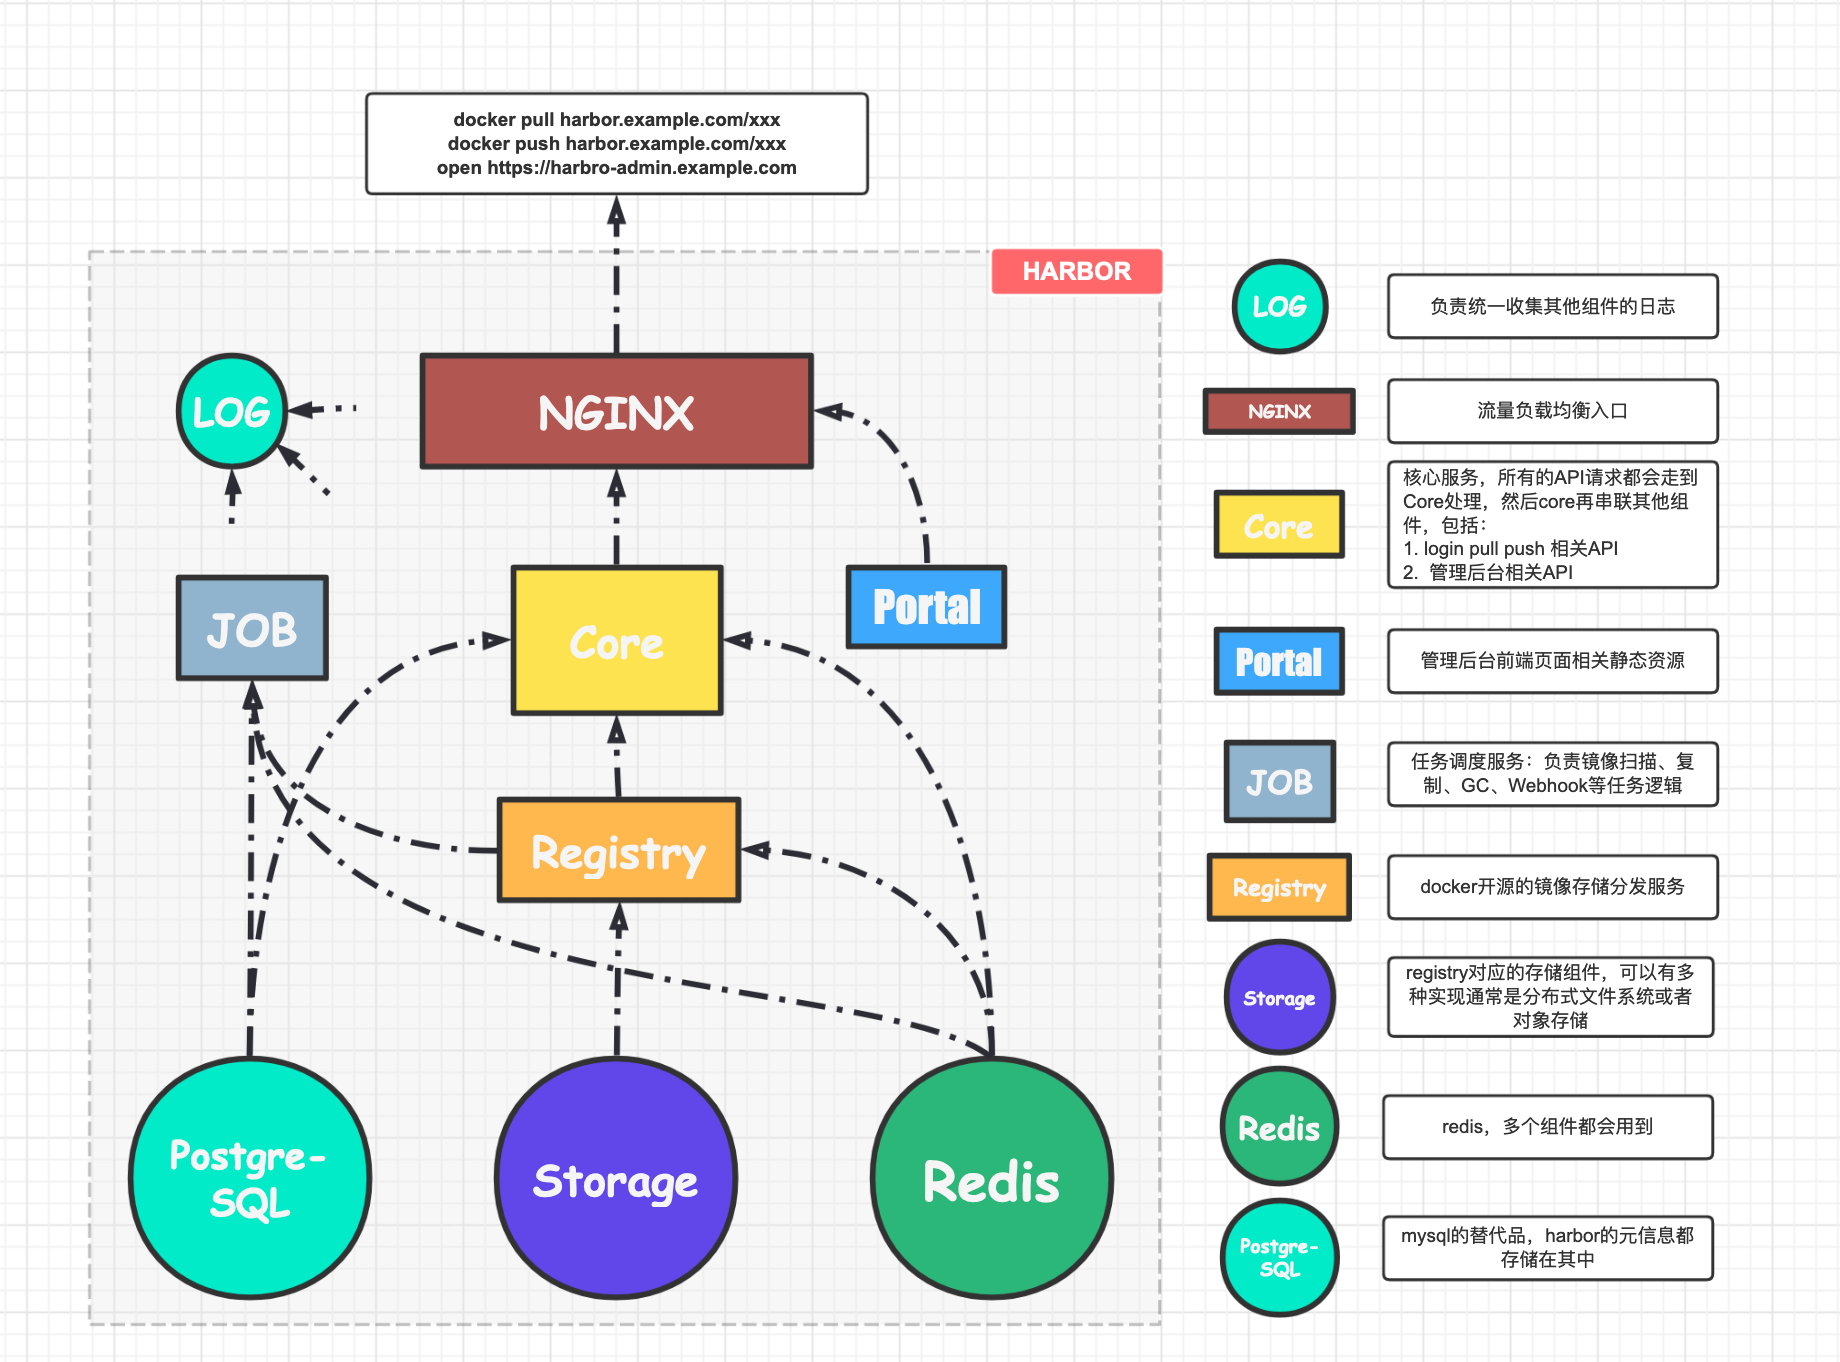 docker pull harbor.example.com/xxx
docker push harbor.example.com/xxx
open https://harbro-admin.example.com
HARBOR
LOG
NGINX
JOB
Core
Portal
Registry
Postgre-
SQL
Storage
Redis
LOG
负责统一收集其他组件的日志
NGINX
流量负载均衡入口
Core
核心服务，所有的API请求都会走到
Core处理，然后core再串联其他组
件，包括：
1. login pull push 相关API
2. 管理后台相关API
Portal
管理后台前端页面相关静态资源
JOB
任务调度服务：负责镜像扫描、复
制、GC、Webhook等任务逻辑
Registry
docker开源的镜像存储分发服务
Storage
registry对应的存储组件，可以有多
种实现通常是分布式文件系统或者
对象存储
Redis
redis，多个组件都会用到
Postgre-
SQL
mysql的替代品，harbor的元信息都
存储在其中